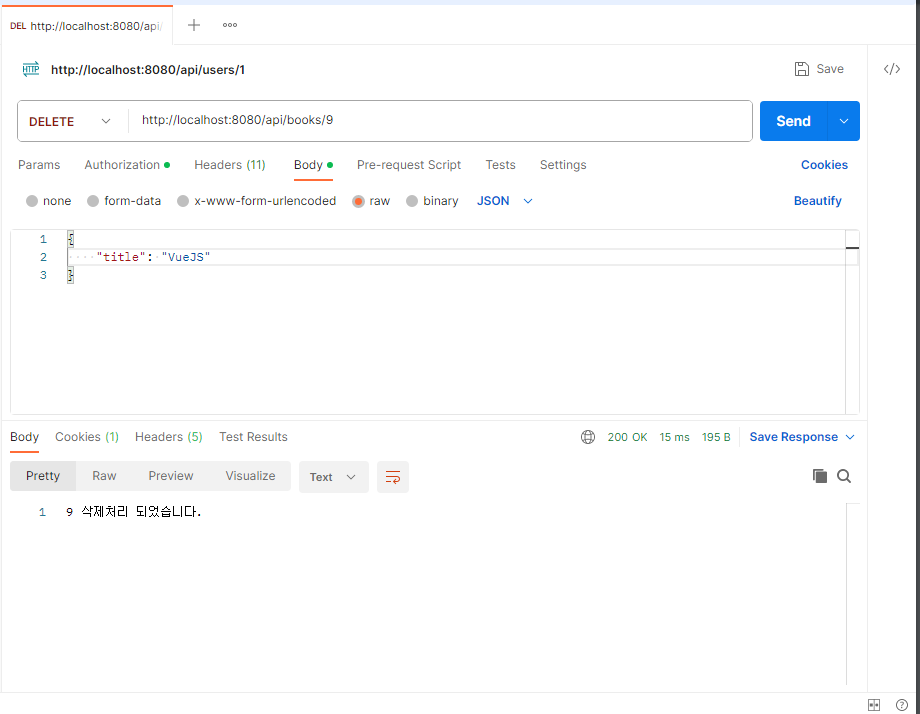 DEL http://localhost:8080/api/
HTTP http://localhost:8080/api/users/1 Save
DELETE http://localhost:8080/api/books/9 Send
Params Authorization Headers (11) Body Pre-request Script Tests Settings Cookies
none form-data x-www-form-urlencoded raw binary JSON Beautify
1 {
2 "title": "VueJS"
3 }
Body Cookies (1) Headers (5) Test Results 200 OK 15 ms 195 B Save Response
Pretty Raw Preview Visualize Text
1 9 삭제처리 되었습니다.